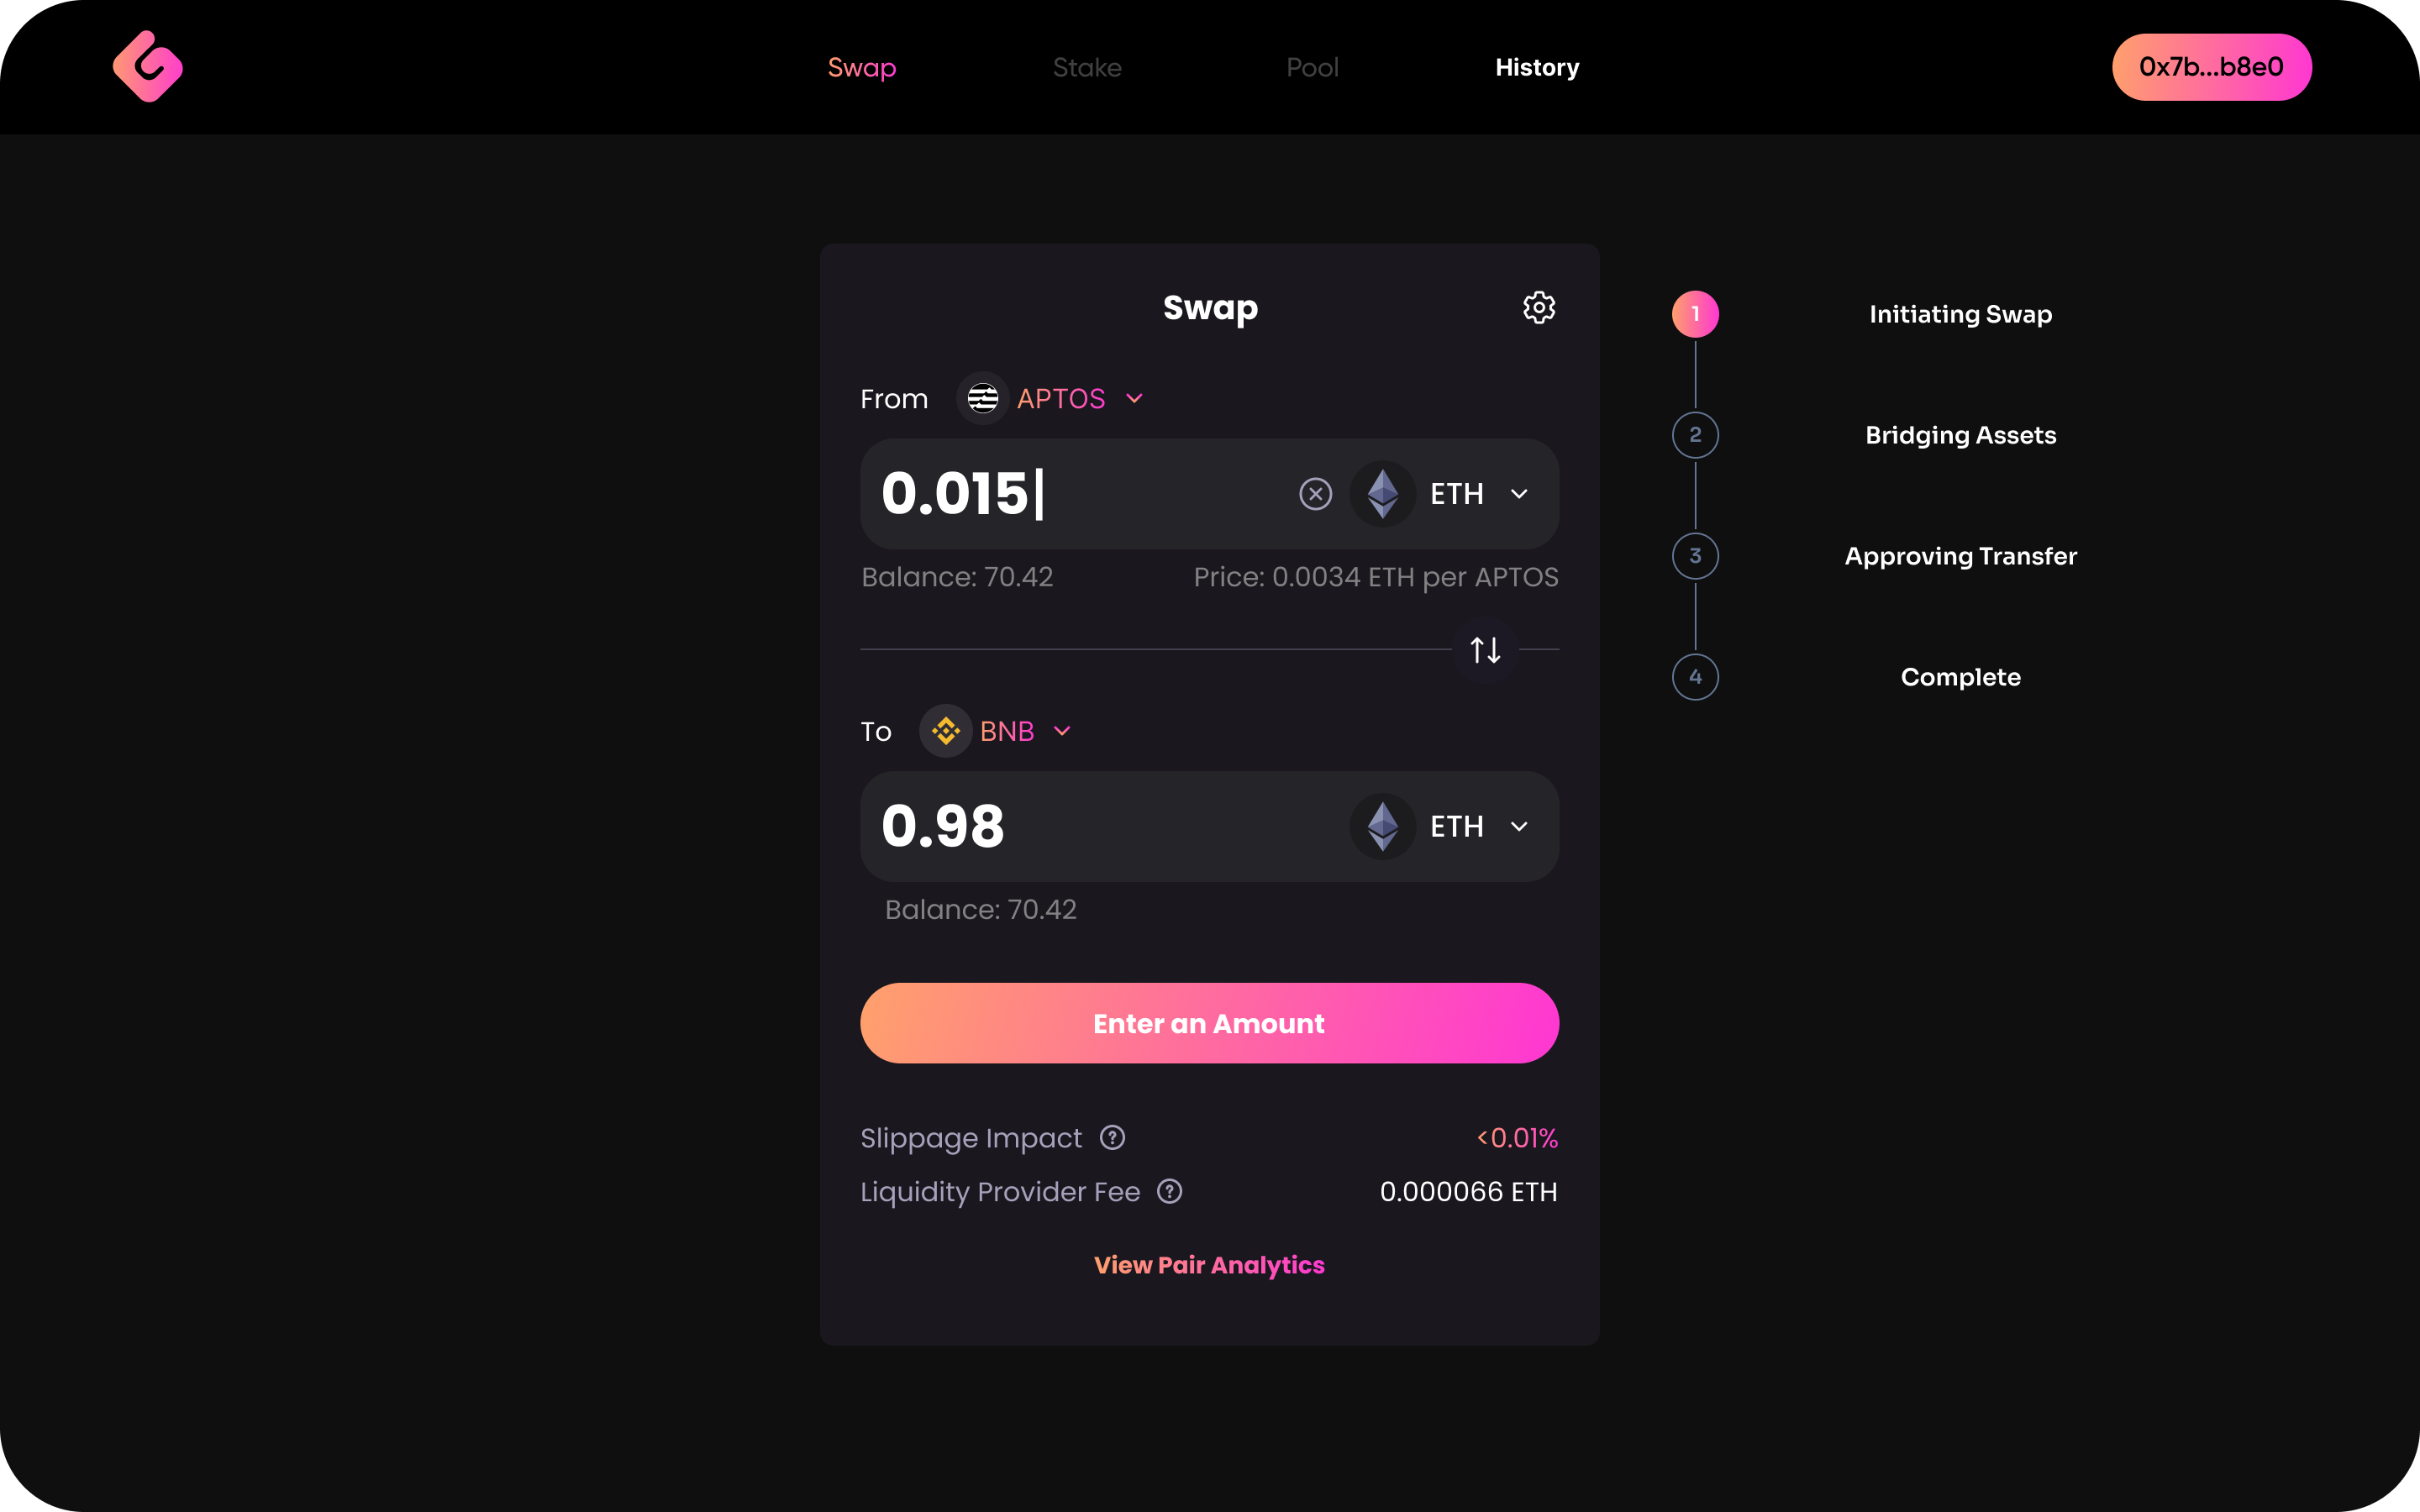 Swap Stake Pool History 0x7b...b8e0
Swap
From APTOS
0.015 ETH
Balance: 70.42 Price: 0.0034 ETH per APTOS
To BNB
0.98 ETH
Balance: 70.42
Enter an Amount
Slippage Impact ? <0.01%
Liquidity Provider Fee ? 0.000066 ETH
View Pair Analytics
1 Initiating Swap
2 Bridging Assets
3 Approving Transfer
4 Complete